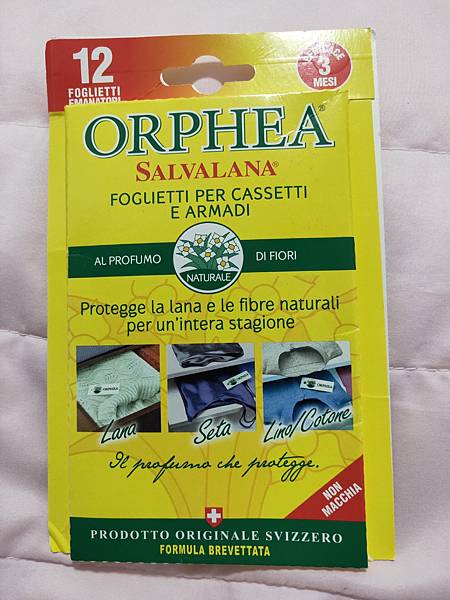 12
FOGLIETTI
EMANATORI
EFFICACE
3
MESI
ORPHEA®
SALVALANA®
FOGLIETTI PER CASSETTI
E ARMADI
AL PROFUMO
NATURALE
DI FIORI
Protegge la lana e le fibre naturali
per un'intera stagione
ORPHEA
Lana
Seta
Lino/Cotone
Il profumo che protegge.
NON
MACCHIA
PRODOTTO ORIGINALE SVIZZERO
FORMULA BREVETTATA